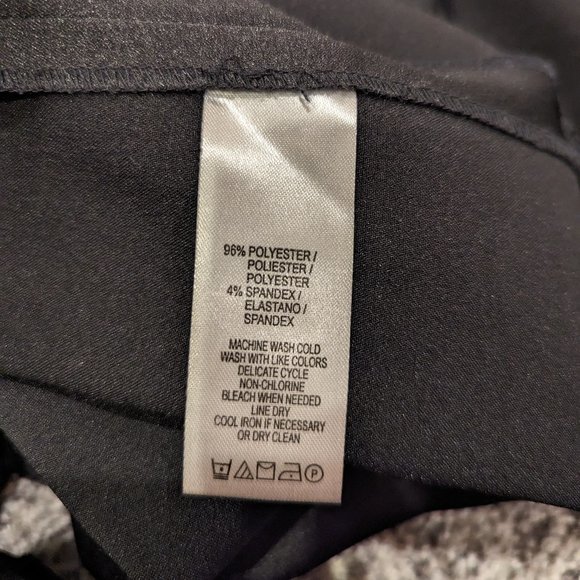 96% POLYESTER /
POLIESTER /
POLYESTER
4% SPANDEX /
ELASTANO /
SPANDEX
MACHINE WASH COLD
WASH WITH LIKE COLORS
DELICATE CYCLE
NON-CHLORINE
BLEACH WHEN NEEDED
LINE DRY
COOL IRON IF NECESSARY
OR DRY CLEAN
P